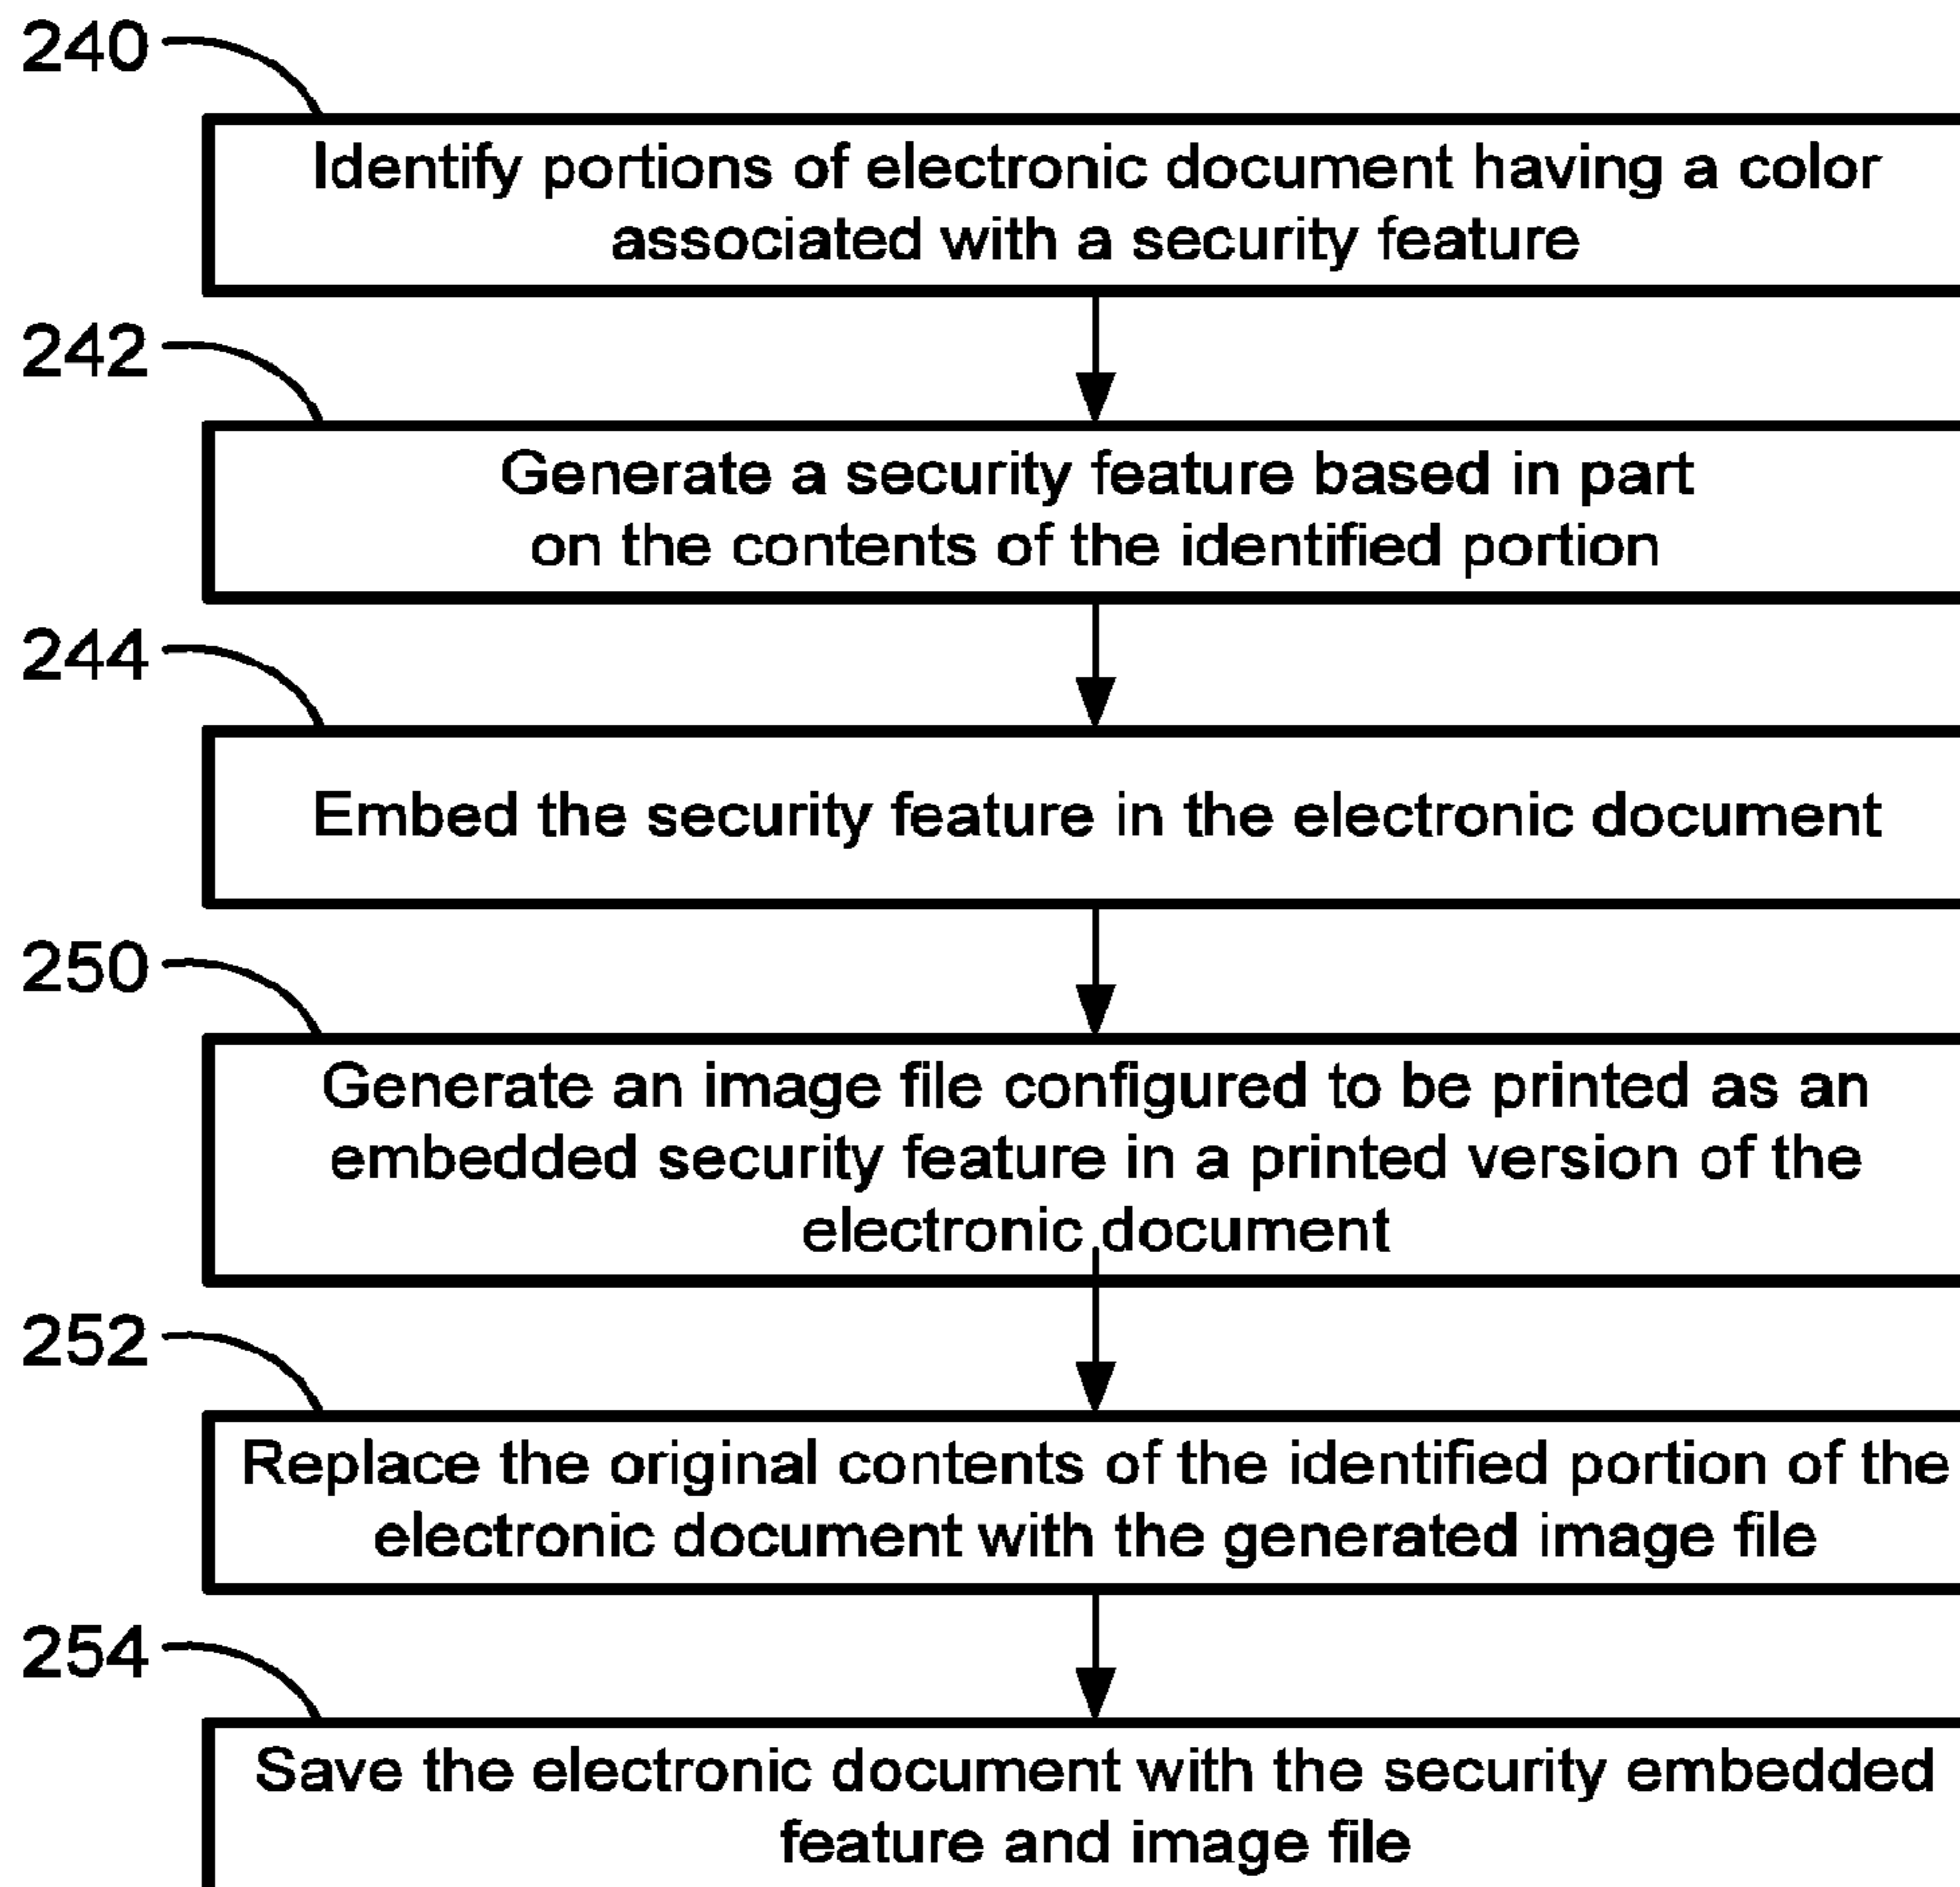 240
Identify portions of electronic document having a color
associated with a security feature
242
Generate a security feature based in part
on the contents of the identified portion
244
Embed the security feature in the electronic document
250
Generate an image file configured to be printed as an
embedded security feature in a printed version of the
electronic document
252
Replace the original contents of the identified portion of the
electronic document with the generated image file
254
Save the electronic document with the security embedded
feature and image file